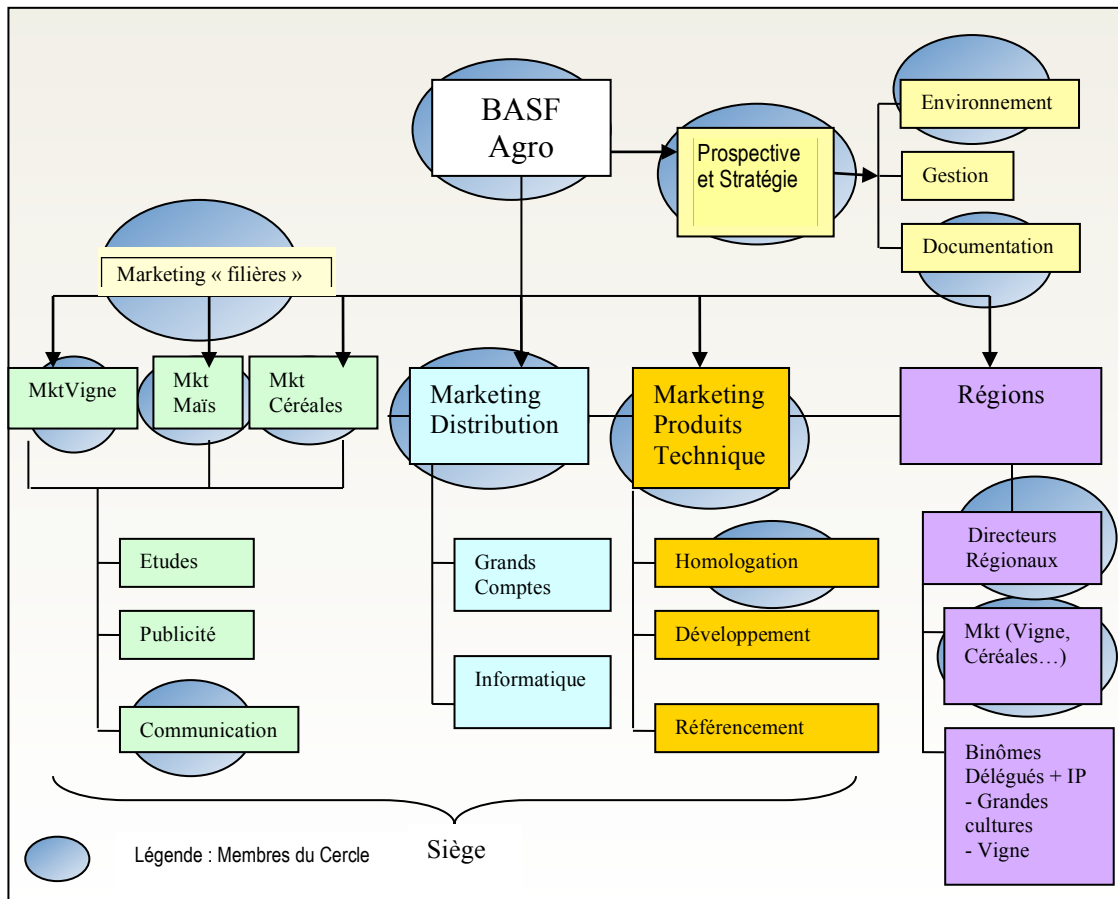 BASF
Agro
Prospective
et Stratégie
Environnement
Gestion
Documentation
Marketing « filières »
MktVigne
Mkt
Maïs
Mkt
Céréales
Marketing
Distribution
Marketing
Produits
Technique
Régions
Etudes
Publicité
Communication
Grands
Comptes
Informatique
Homologation
Développement
Référencement
Directeurs
Régionaux
Mkt (Vigne,
Céréales…)
Binômes
Délégués + IP
- Grandes
cultures
- Vigne
Siège
Légende : Membres du Cercle